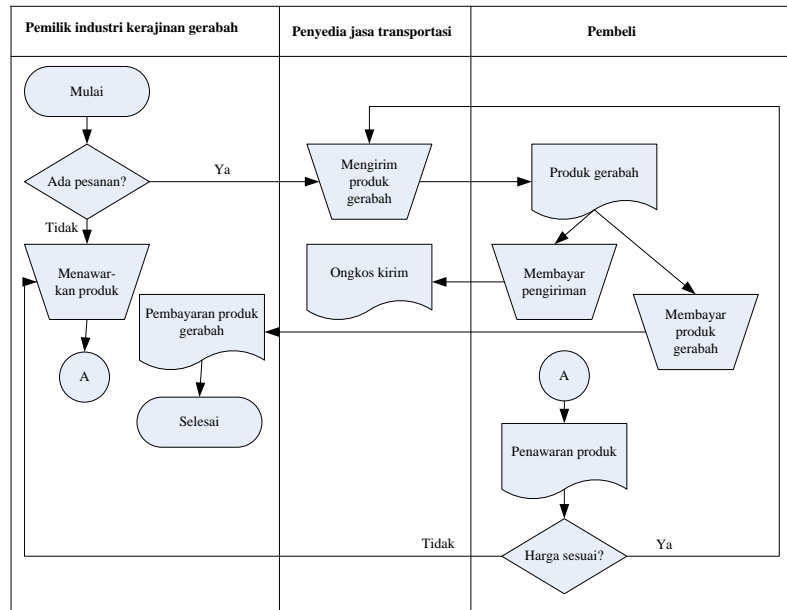 Pemilik industri kerajinan gerabah
Penyedia jasa transportasi
Pembeli
Mulai
Ada pesanan?
Ya
Tidak
Mengirim
produk
gerabah
Produk gerabah
Menawar-
kan produk
Ongkos kirim
Membayar
pengiriman
Pembayaran produk
gerabah
Membayar
produk
gerabah
A
Selesai
A
Penawaran produk
Harga sesuai?
Tidak
Ya